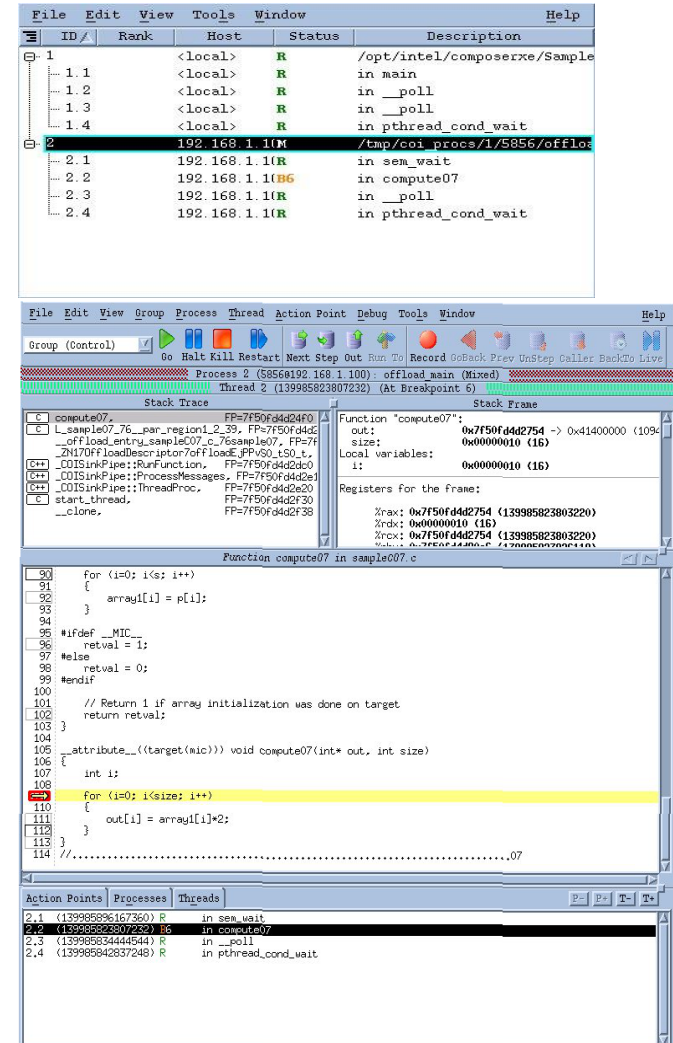 File Edit View Tools Window Help
ID Rank Host Status Description
1 <local> R /opt/intel/composerxe/Sample
1.1 <local> R in main
1.2 <local> R in __poll
1.3 <local> R in __poll
1.4 <local> R in pthread_cond_wait
2 192.168.1.1( M /tmp/coi_procs/1/5856/offloa
2.1 192.168.1.1( R in sem_wait
2.2 192.168.1.1( B6 in compute07
2.3 192.168.1.1( R in __poll
2.4 192.168.1.1( R in pthread_cond_wait
File Edit View Group Process Thread Action Point Debug Tools Window Help
Group (Control) Go Halt Kill Restart Next Step Out Run To Record GoBack Prev UnStep Caller BackTo Live
Process 2 (5856@192.168.1.100): offload_main (Mixed)
Thread 2 (139985823807232) (At Breakpoint 6)
Stack Trace
C compute07, FP=7f50fd4d24f0
C L_sample07_76__par_region1_2_39, FP=7f50fd4d2
__offload_entry_sampleC07_c_76sample07, FP=7f
_ZN17OffloadDescriptor7offloadEjPPvS0_tS0_t,
C++ _COISinkPipe::RunFunction, FP=7f50fd4d2dc0
C++ _COISinkPipe::ProcessMessages, FP=7f50fd4d2e1
C++ _COISinkPipe::ThreadProc, FP=7f50fd4d2e20
C start_thread, FP=7f50fd4d2f30
__clone, FP=7f50fd4d2f38
Stack Frame
Function "compute07":
out: 0x7f50fd4d2754 -> 0x41400000 (1094
size: 0x00000010 (16)
Local variables:
i: 0x00000010 (16)
Registers for the frame:
%rax: 0x7f50fd4d2754 (139985823803220)
%rdx: 0x00000010 (16)
%rcx: 0x7f50fd4d2754 (139985823803220)
Function compute07 in sampleC07.c
90 for (i=0; i<s; i++)
91 {
92 array1[i] = p[i];
93 }
94
95 #ifdef __MIC__
96 retval = 1;
97 #else
98 retval = 0;
99 #endif
100
101 // Return 1 if array initialization was done on target
102 return retval;
103 }
104
105 __attribute__((target(mic))) void compute07(int* out, int size)
106 {
107 int i;
108
for (i=0; i<size; i++)
110 {
111 out[i] = array1[i]*2;
112 }
113 }
114 //......................................................................07
Action Points Processes Threads P- P+ T- T+
2.1 (139985896167360) R in sem_wait
2.2 (139985823807232) B6 in compute07
2.3 (139985834444544) R in __poll
2.4 (139985842837248) R in pthread_cond_wait